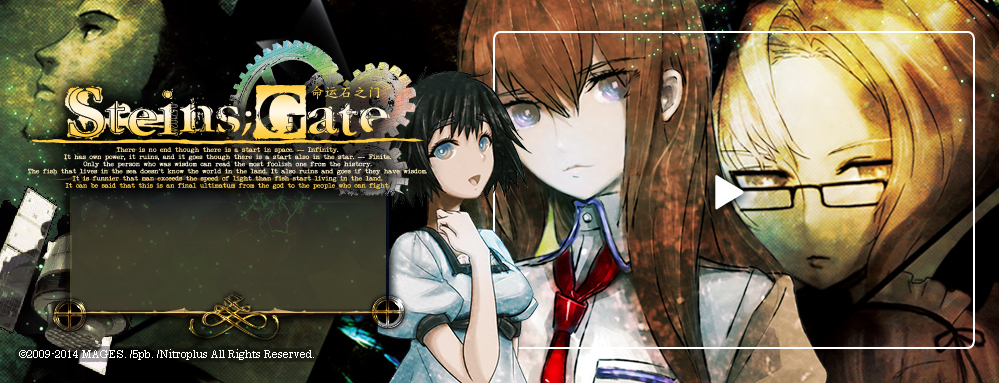 命运石之门
Steins;Gate
There is no end though there is a start in space. --- Infinity.
It has own power, it ruins, and it goes though there is a start also in the star. --- Finite.
Only the person who was wisdom can read the most foolish one from the history.
The fish that lives in the sea doesn't know the world in the land. It also ruins and goes if they have wisdom.
It is funnier that man exceeds the speed of light than fish start living in the land.
It can be said that this is an final ultimatum from the god to the people who can fight.
©2009-2014 MAGES. /5pb. /Nitroplus All Rights Reserved.